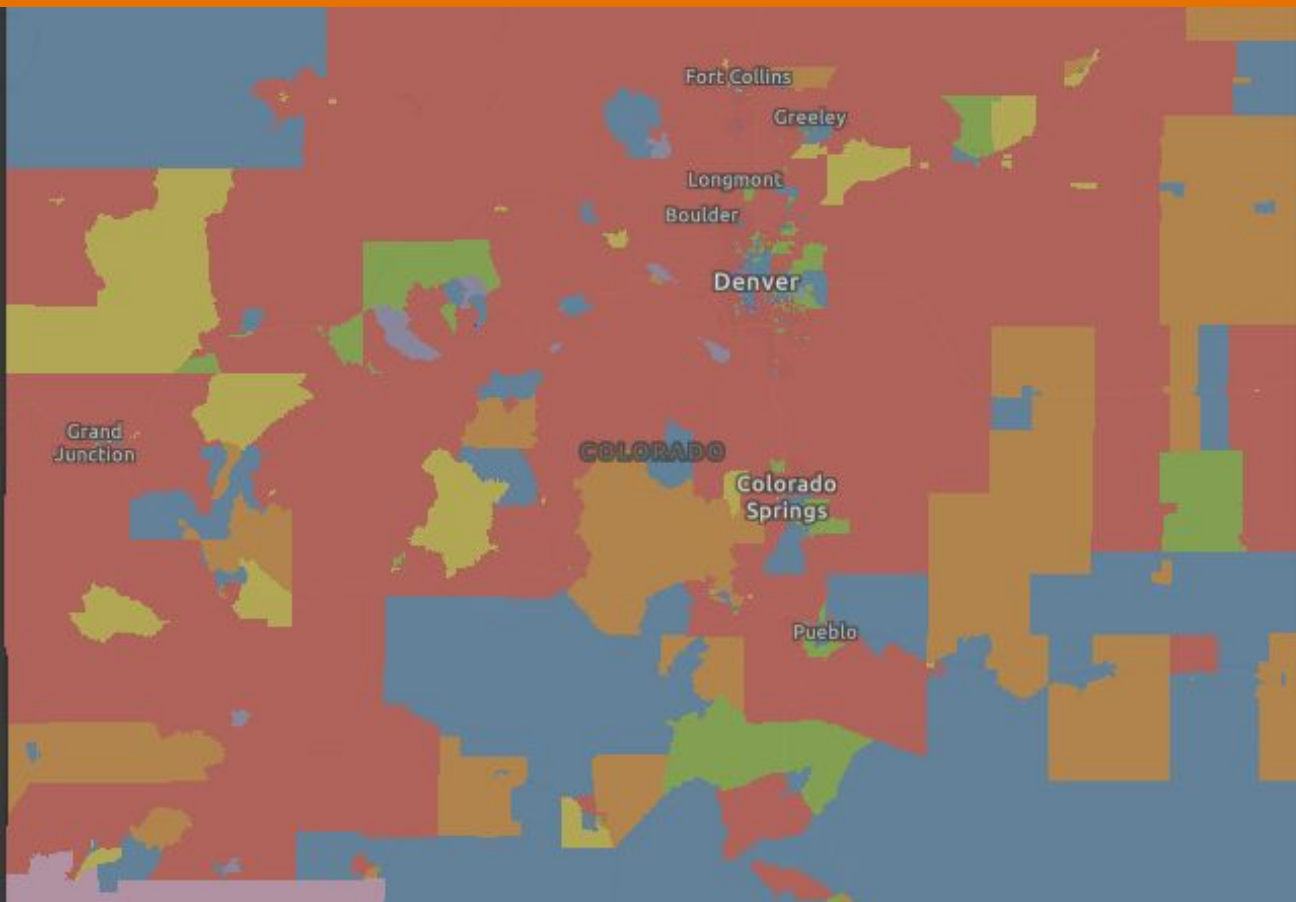 Fort Collins
Greeley
Longmont
Boulder
Denver
Grand
Junction
COLORADO
Colorado
Springs
Pueblo